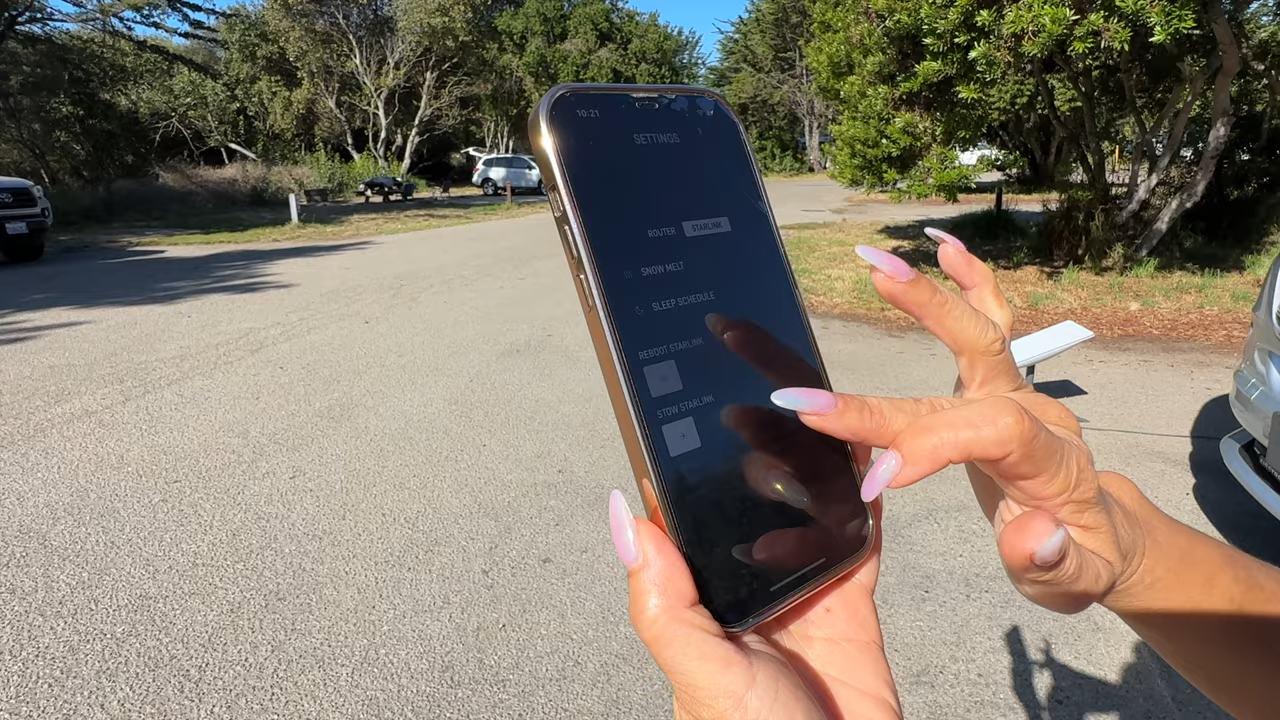 10:21
SETTINGS
ROUTER STARLINK
SNOW MELT
SLEEP SCHEDULE
REBOOT STARLINK
STOW STARLINK